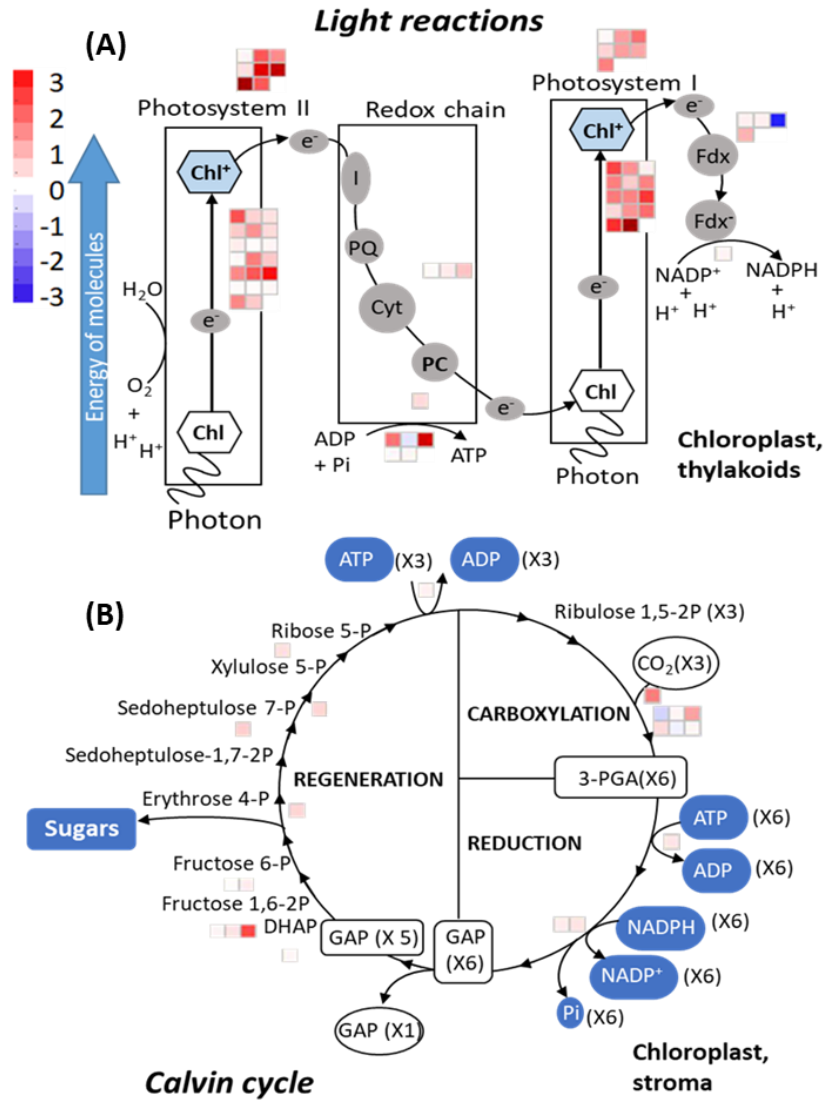 Light reactions
(A)
3
2
1
0
-1
-2
-3
Energy of molecules
Photosystem II
Redox chain
Photosystem I
Chl⁺
e⁻
I
PQ
Cyt
PC
e⁻
H₂O
O₂
+
H⁺ H⁺
e⁻
Chl
Photon
ADP
+ Pi
ATP
Chl⁺
e⁻
Fdx
Fdx⁻
NADP⁺
+
H⁺ H⁺
NADPH
+
H⁺
e⁻
Chl
Photon
Chloroplast,
thylakoids
(B)
ATP (X3)
ADP (X3)
Ribulose 1,5-2P (X3)
CO₂(X3)
CARBOXYLATION
3-PGA(X6)
REDUCTION
ATP (X6)
ADP (X6)
NADPH (X6)
NADP⁺ (X6)
Pi (X6)
GAP
(X6)
GAP (X1)
GAP (X 5)
DHAP
Fructose 1,6-2P
Fructose 6-P
Sugars
Erythrose 4-P
Sedoheptulose-1,7-2P
Sedoheptulose 7-P
Xylulose 5-P
Ribose 5-P
REGENERATION
Calvin cycle
Chloroplast,
stroma